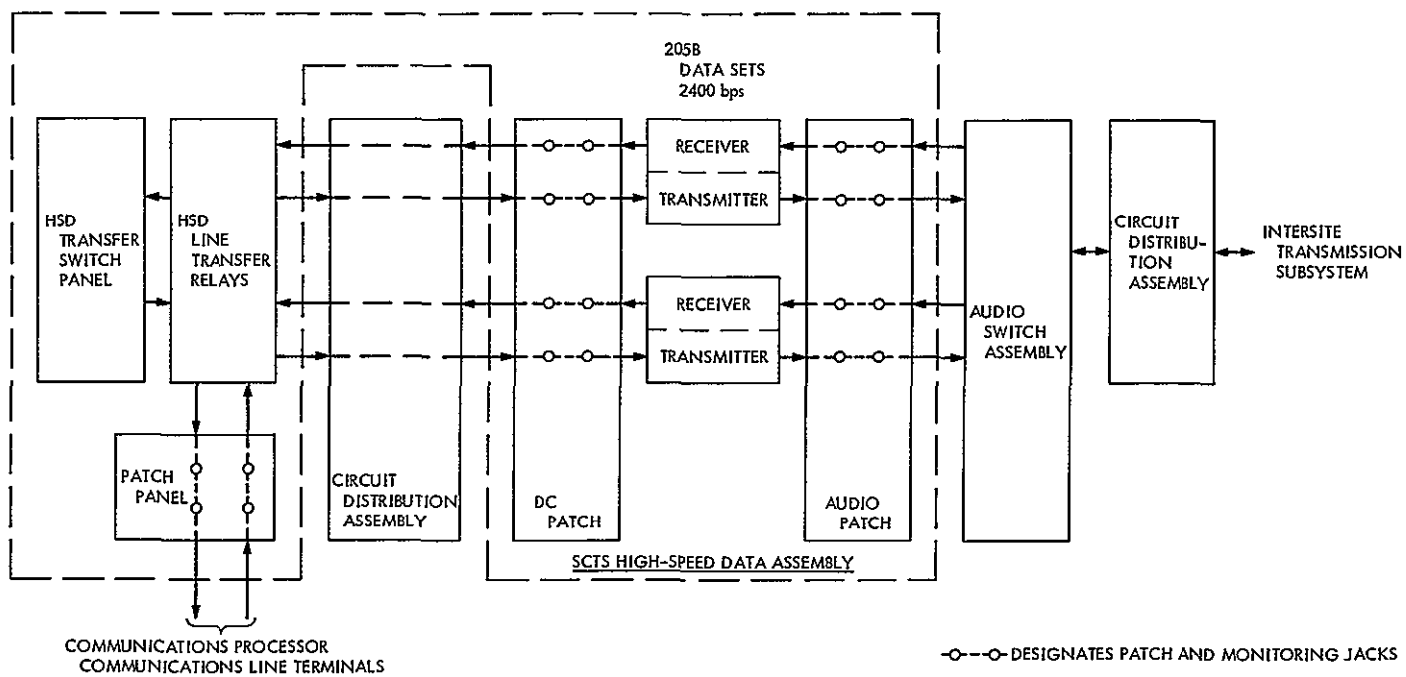 205B
DATA SETS
2400 bps
HSD
TRANSFER
SWITCH
PANEL
HSD
LINE
TRANSFER
RELAYS
RECEIVER
TRANSMITTER
RECEIVER
TRANSMITTER
PATCH
PANEL
CIRCUIT
DISTRIBUTION
ASSEMBLY
DC
PATCH
AUDIO
PATCH
AUDIO
SWITCH
ASSEMBLY
CIRCUIT
DISTRIBU-
TION
ASSEMBLY
INTERSITE
TRANSMISSION
SUBSYSTEM
SCTS HIGH-SPEED DATA ASSEMBLY
COMMUNICATIONS PROCESSOR
COMMUNICATIONS LINE TERMINALS
DESIGNATES PATCH AND MONITORING JACKS